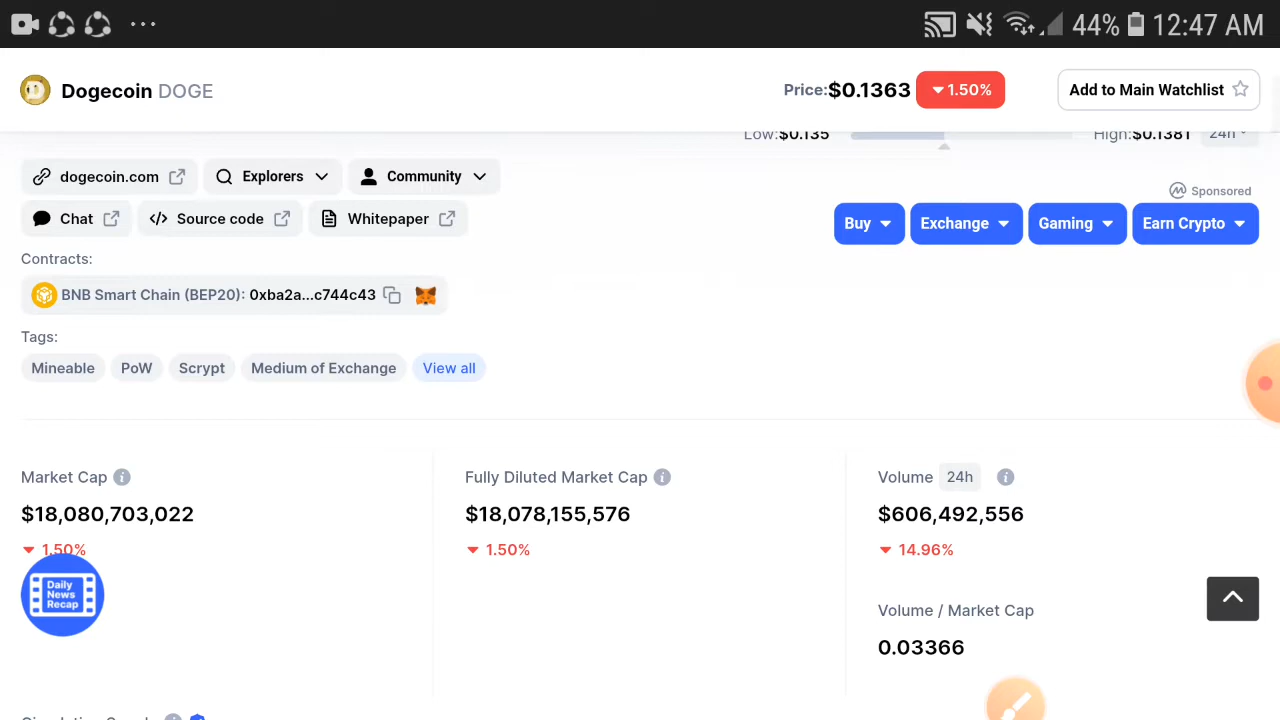 44% 12:47 AM
Dogecoin DOGE
Price:$0.1363 1.50%
Add to Main Watchlist
Low:$0.135 High:$0.1381 24h
dogecoin.com Explorers Community
Chat Source code Whitepaper
Sponsored
Buy Exchange Gaming Earn Crypto
Contracts:
BNB Smart Chain (BEP20): 0xba2a...c744c43
Tags:
Mineable PoW Scrypt Medium of Exchange View all
Market Cap
$18,080,703,022
1.50%
Daily
News
Recap
Fully Diluted Market Cap
$18,078,155,576
1.50%
Volume 24h
$606,492,556
14.96%
Volume / Market Cap
0.03366